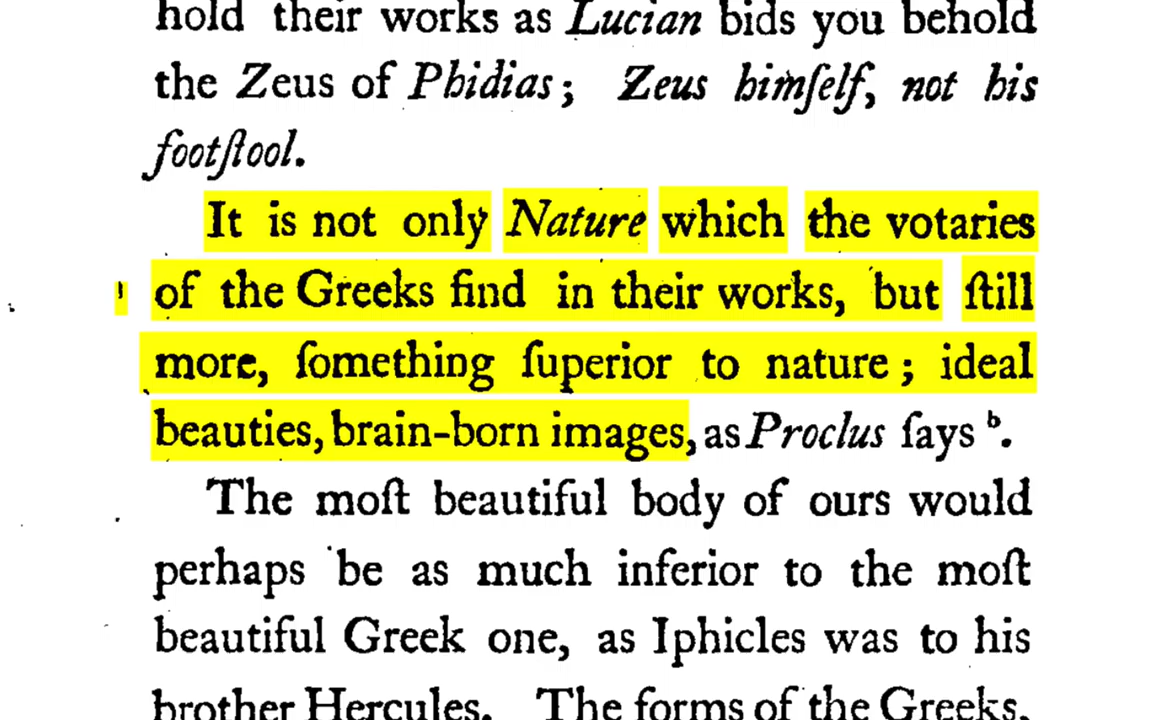 hold their works as Lucian bids you behold
the Zeus of Phidias; Zeus himſelf, not his
footſtool.
It is not only Nature which the votaries
of the Greeks find in their works, but ſtill
more, ſomething ſuperior to nature; ideal
beauties, brain-born images, as Proclus ſays b.
The moſt beautiful body of ours would
perhaps be as much inferior to the moſt
beautiful Greek one, as Iphicles was to his
brother Hercules. The forms of the Greeks,